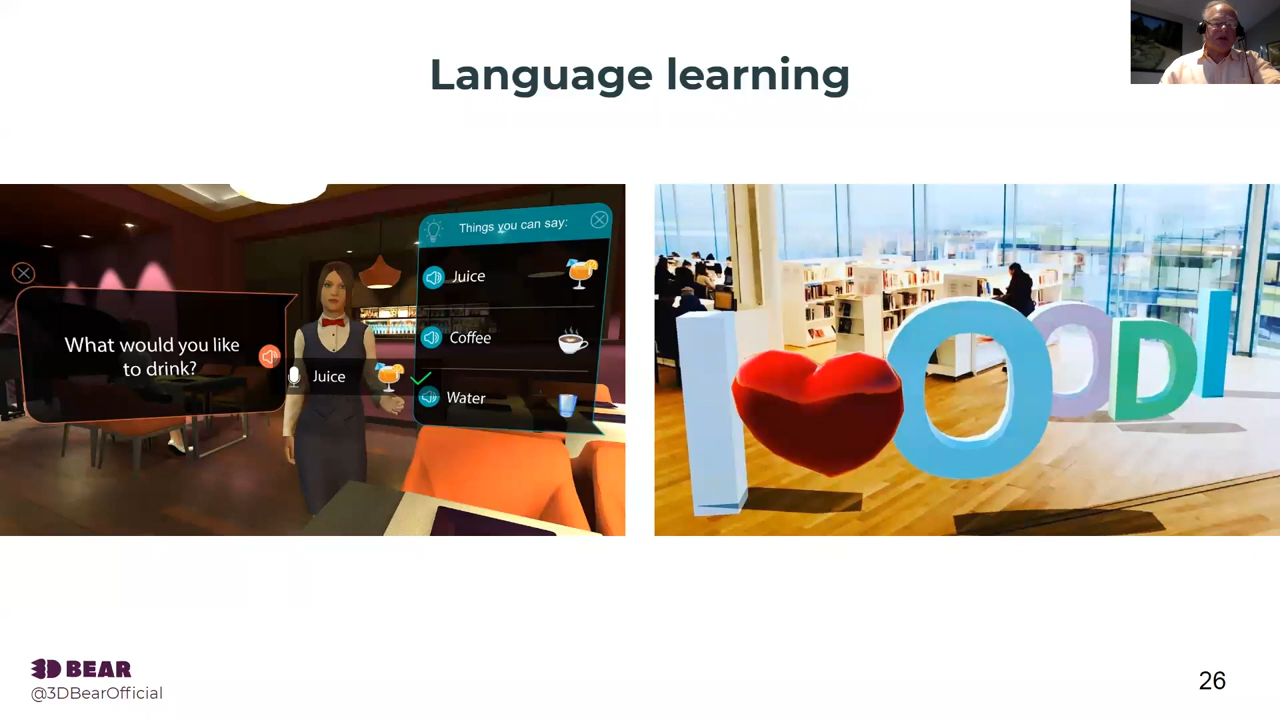 Language learning
What would you like
to drink?
Juice
Things you can say:
Juice
Coffee
Water
I
OODI
3D BEAR
@3DBearOfficial
26